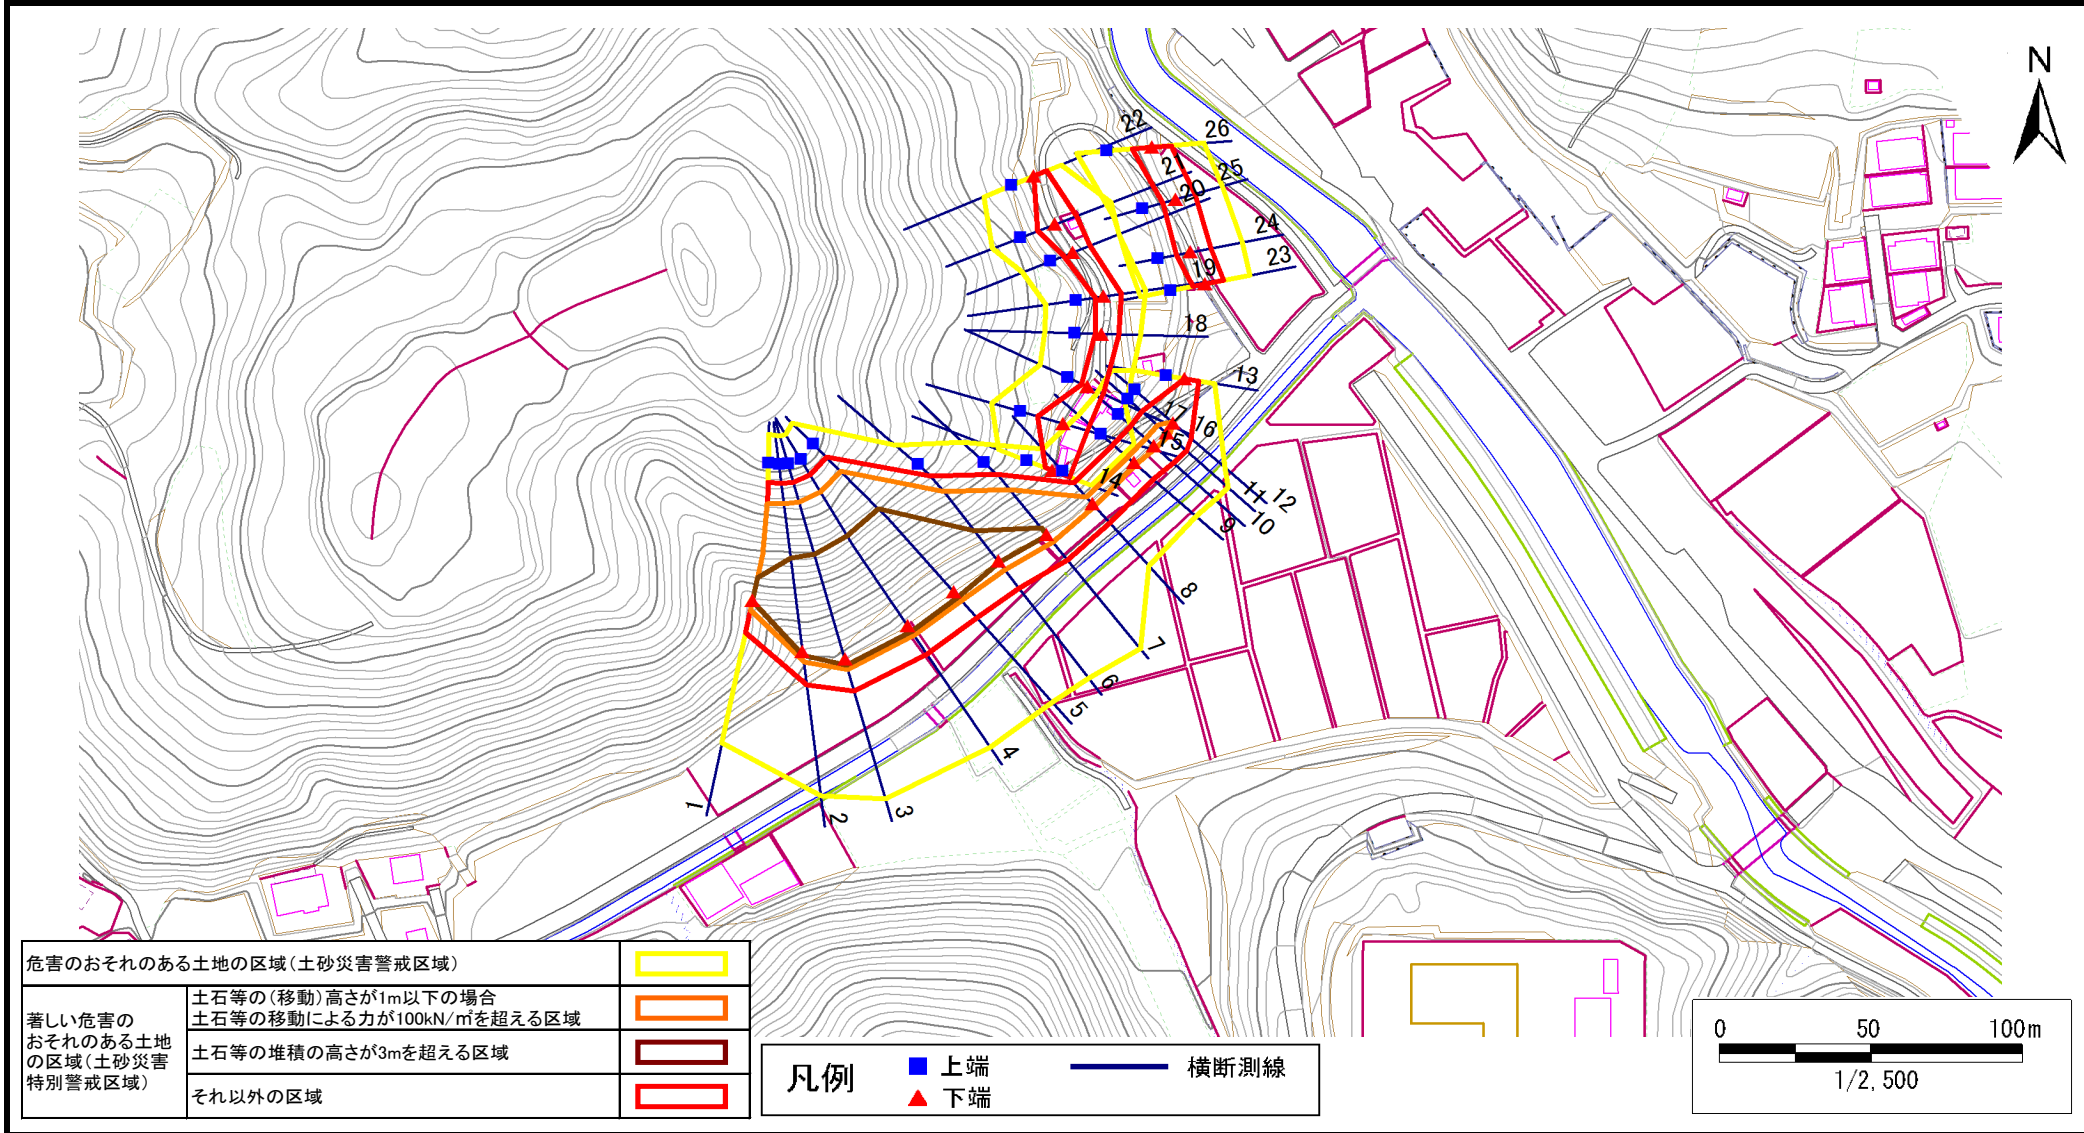 N
22
26
21
25
20
24
19
23
18
13
17
16
15
14
11
12
10
9
8
7
6
5
4
3
2
1
危害のおそれのある土地の区域(土砂災害警戒区域)
著しい危害の
おそれのある土地
の区域(土砂災害
特別警戒区域)
土石等の(移動)高さが1m以下の場合
土石等の移動による力が100kN/㎡を超える区域
土石等の堆積の高さが3mを超える区域
それ以外の区域
凡例
上端
下端
横断測線
0 50 100m
1/2,500